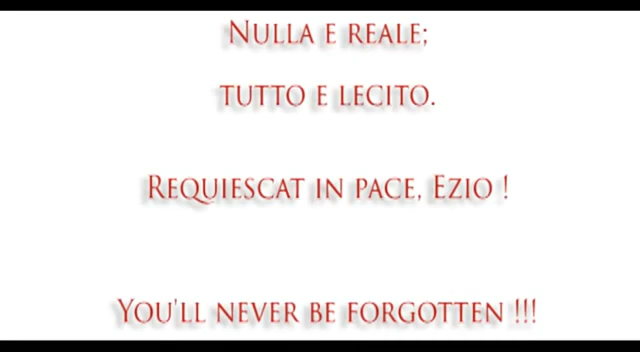 Nulla e reale;
tutto e lecito.
Requiescat in pace, Ezio !
You'll never be forgotten !!!